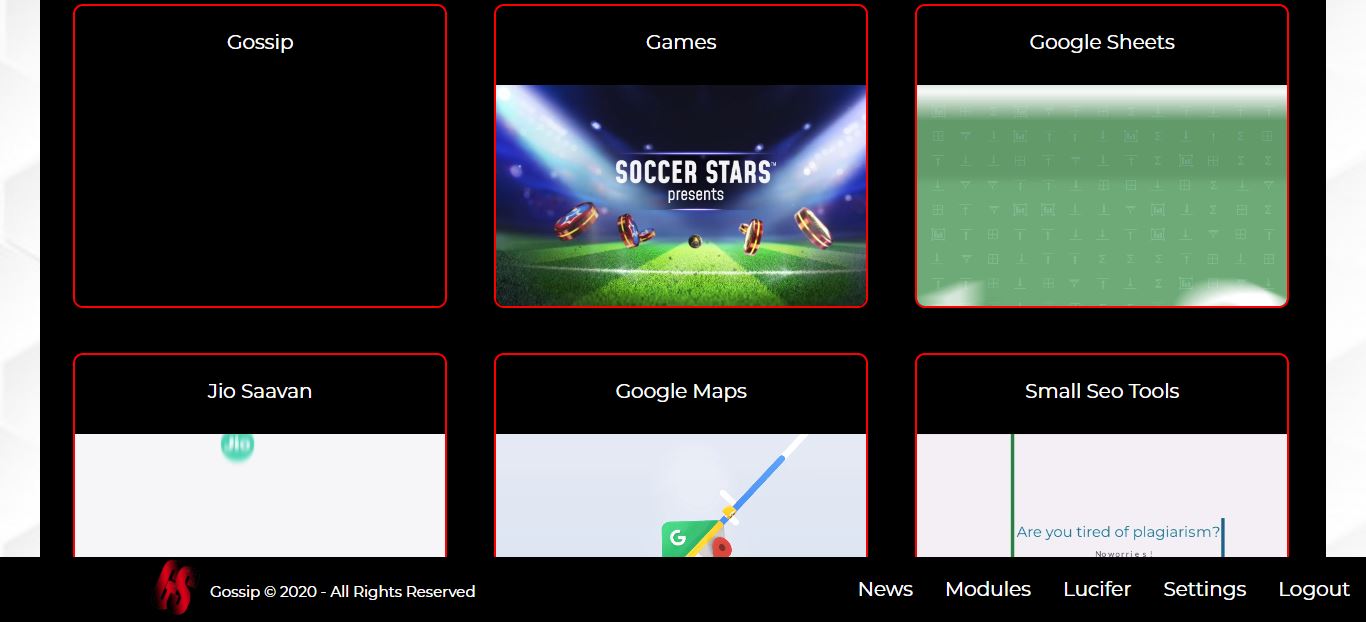 Gossip
Games
Google Sheets
SOCCER STARS™
presents
Jio Saavan
Google Maps
Small Seo Tools
Jio
G
Are you tired of plagiarism?
No worries!
GS
Gossip © 2020 - All Rights Reserved
News
Modules
Lucifer
Settings
Logout